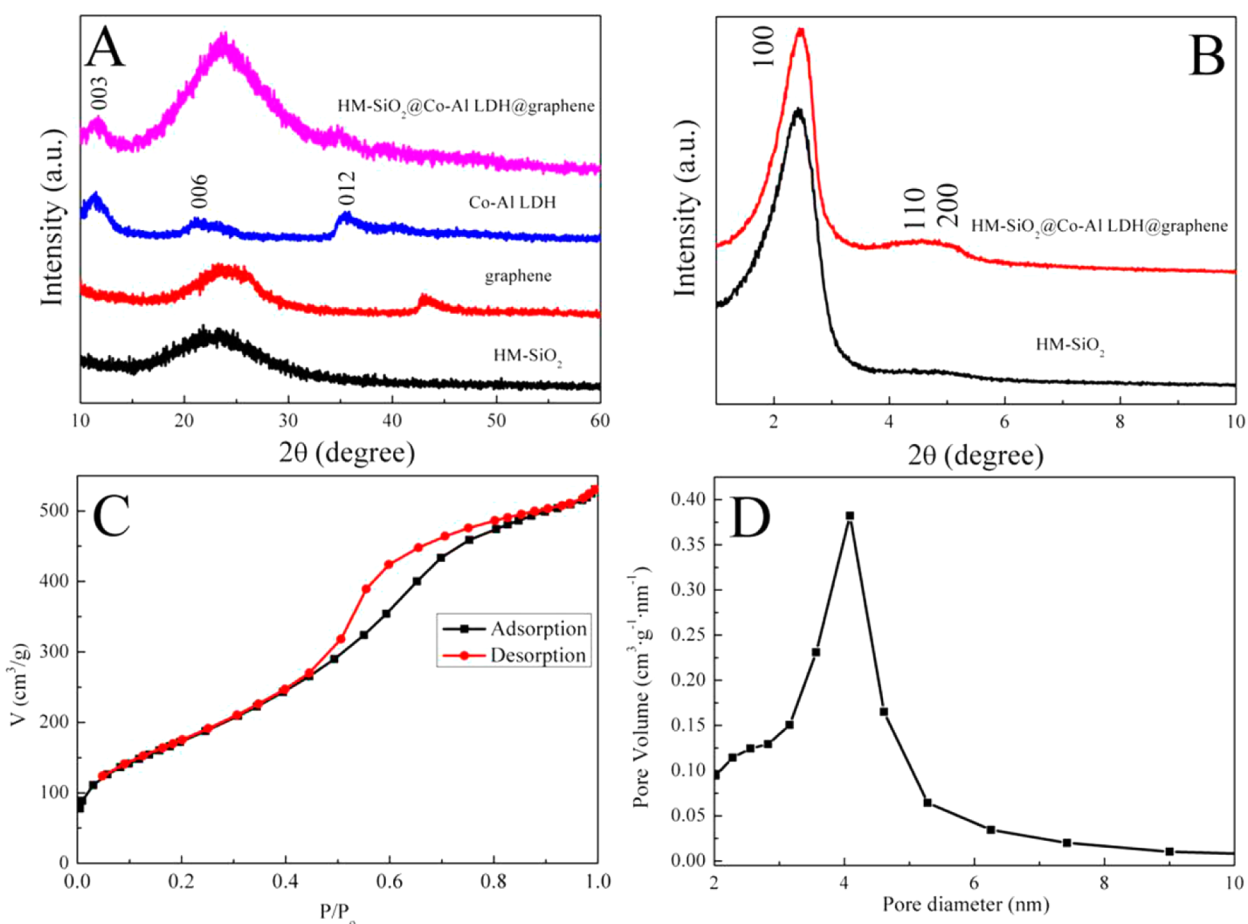 A
003
HM-SiO₂@Co-Al LDH@graphene
006
012
Co-Al LDH
graphene
HM-SiO₂
Intensity (a.u.)
10 20 30 40 50 60
2θ (degree)
B
100
110
200
HM-SiO₂@Co-Al LDH@graphene
HM-SiO₂
Intensity (a.u.)
2 4 6 8 10
2θ (degree)
C
500
400
300
200
100
0
V (cm³/g)
Adsorption
Desorption
0.0 0.2 0.4 0.6 0.8 1.0
P/P₀
D
0.40
0.35
0.30
0.25
0.20
0.15
0.10
0.05
0.00
Pore Volume (cm³·g⁻¹·nm⁻¹)
2 4 6 8 10
Pore diameter (nm)